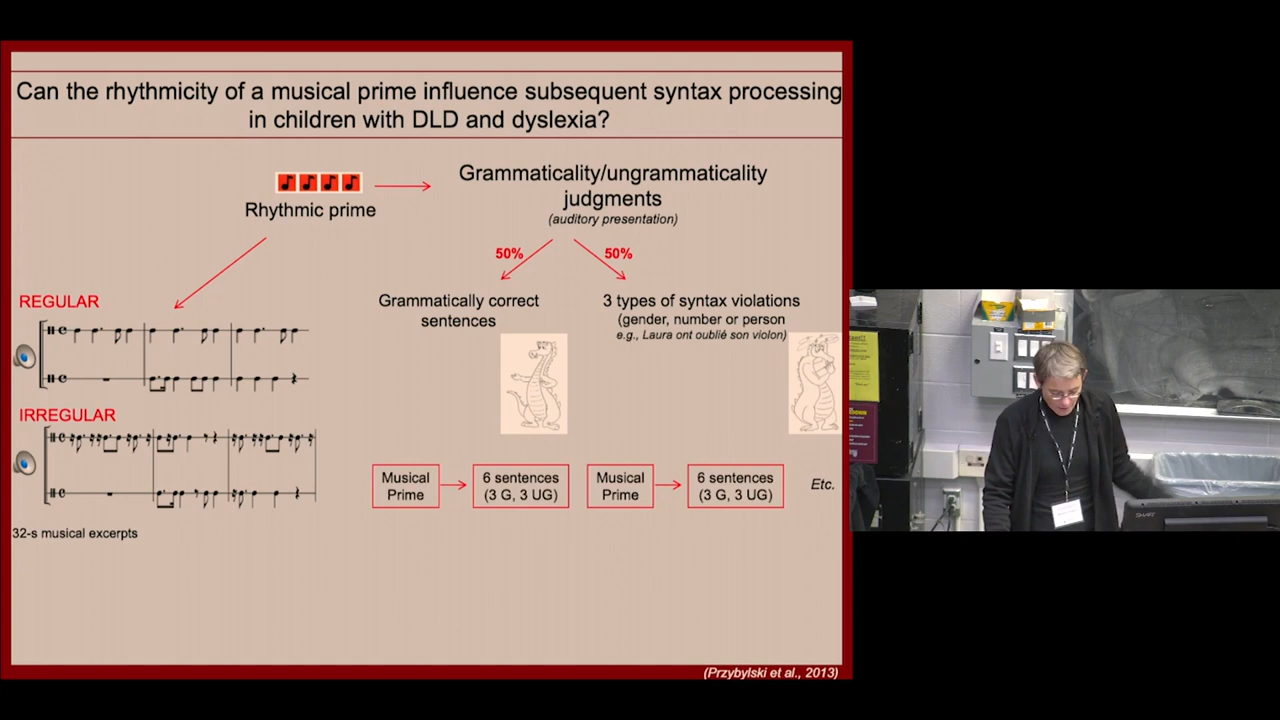 Can the rhythmicity of a musical prime influence subsequent syntax processing
in children with DLD and dyslexia?
Rhythmic prime
Grammaticality/ungrammaticality
judgments
(auditory presentation)
50%
50%
Grammatically correct
sentences
3 types of syntax violations
(gender, number or person
e.g., Laura ont oublié son violon)
REGULAR
IRREGULAR
32-s musical excerpts
Musical
Prime
6 sentences
(3 G, 3 UG)
Musical
Prime
6 sentences
(3 G, 3 UG)
Etc.
(Przybylski et al., 2013)
SMART